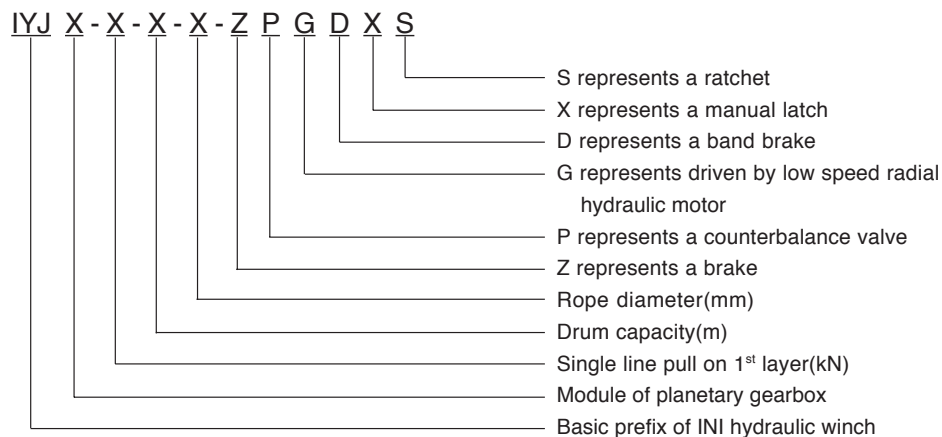 IYJ X - X - X - X - Z P G D X S
S represents a ratchet
X represents a manual latch
D represents a band brake
G represents driven by low speed radial
hydraulic motor
P represents a counterbalance valve
Z represents a brake
Rope diameter(mm)
Drum capacity(m)
Single line pull on 1st layer(kN)
Module of planetary gearbox
Basic prefix of INI hydraulic winch